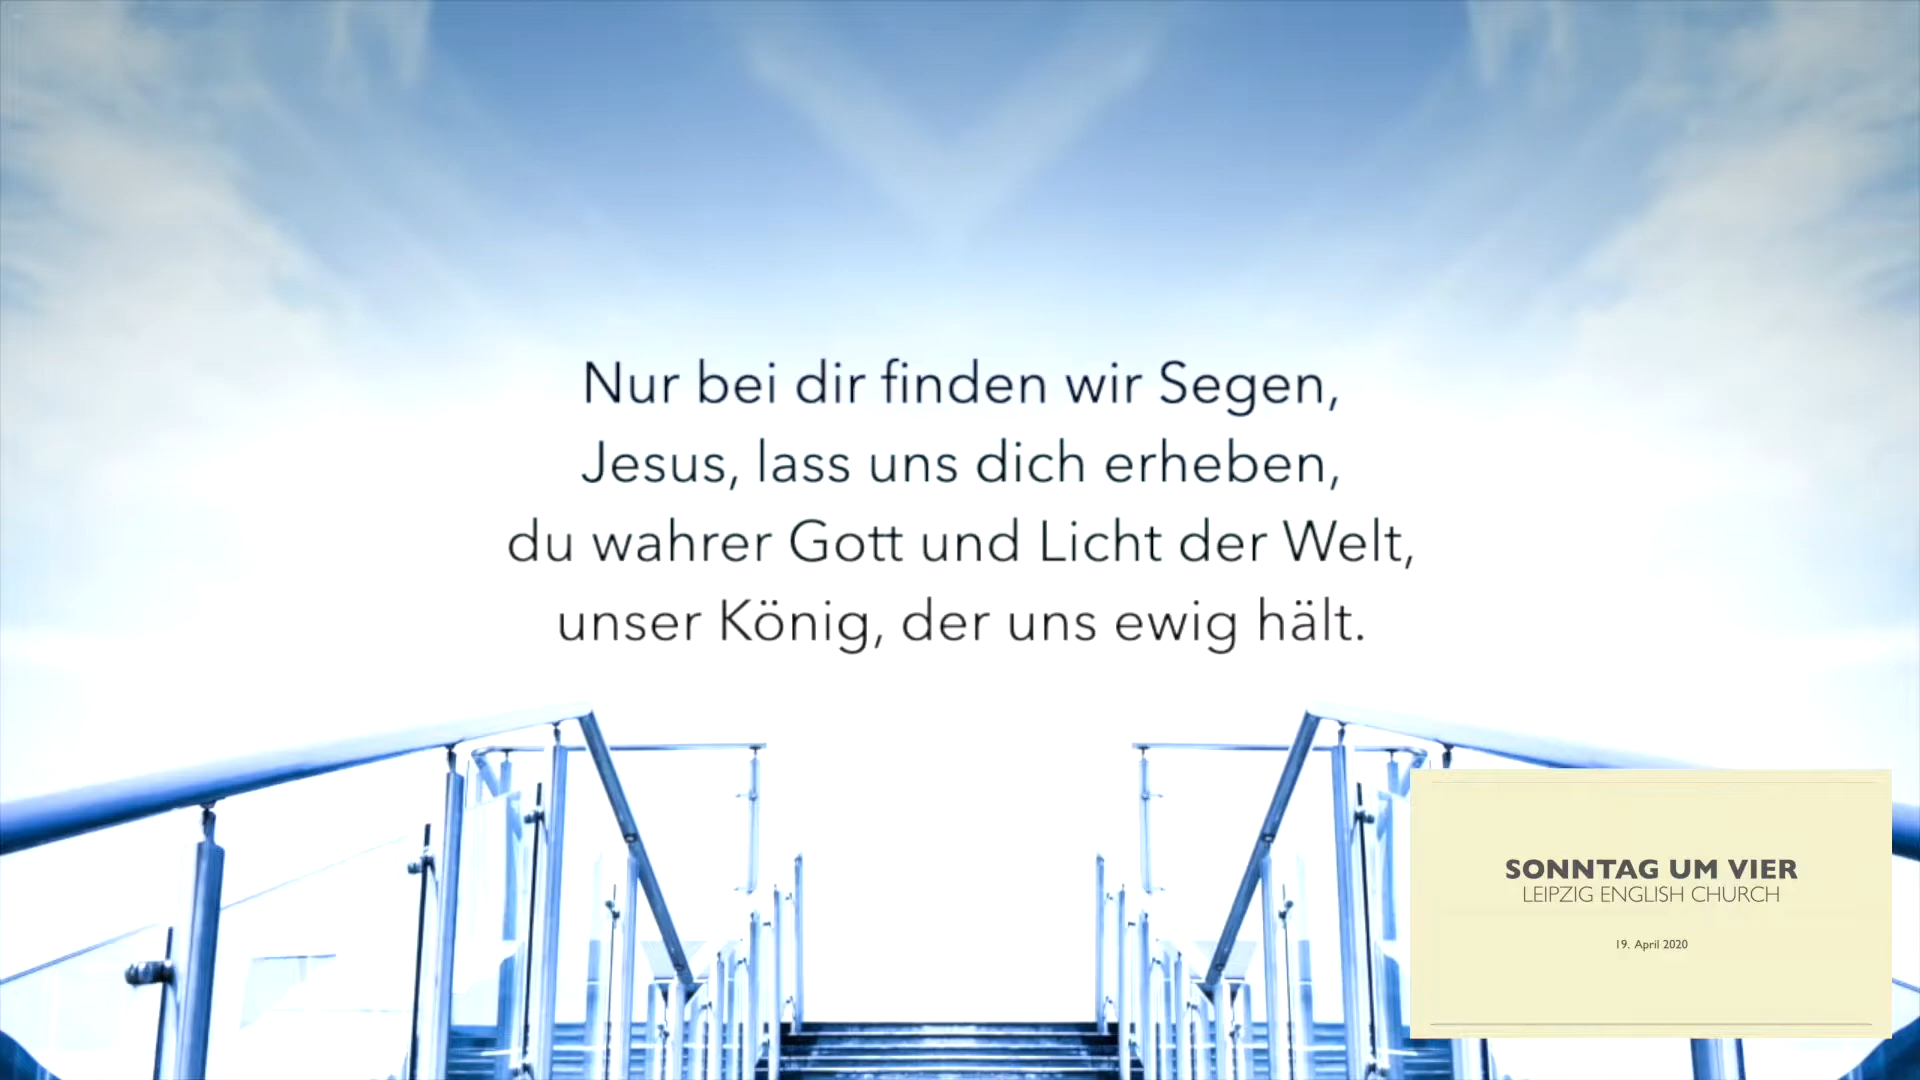 Nur bei dir finden wir Segen,
Jesus, lass uns dich erheben,
du wahrer Gott und Licht der Welt,
unser König, der uns ewig hält.
SONNTAG UM VIER
LEIPZIG ENGLISH CHURCH
19. April 2020